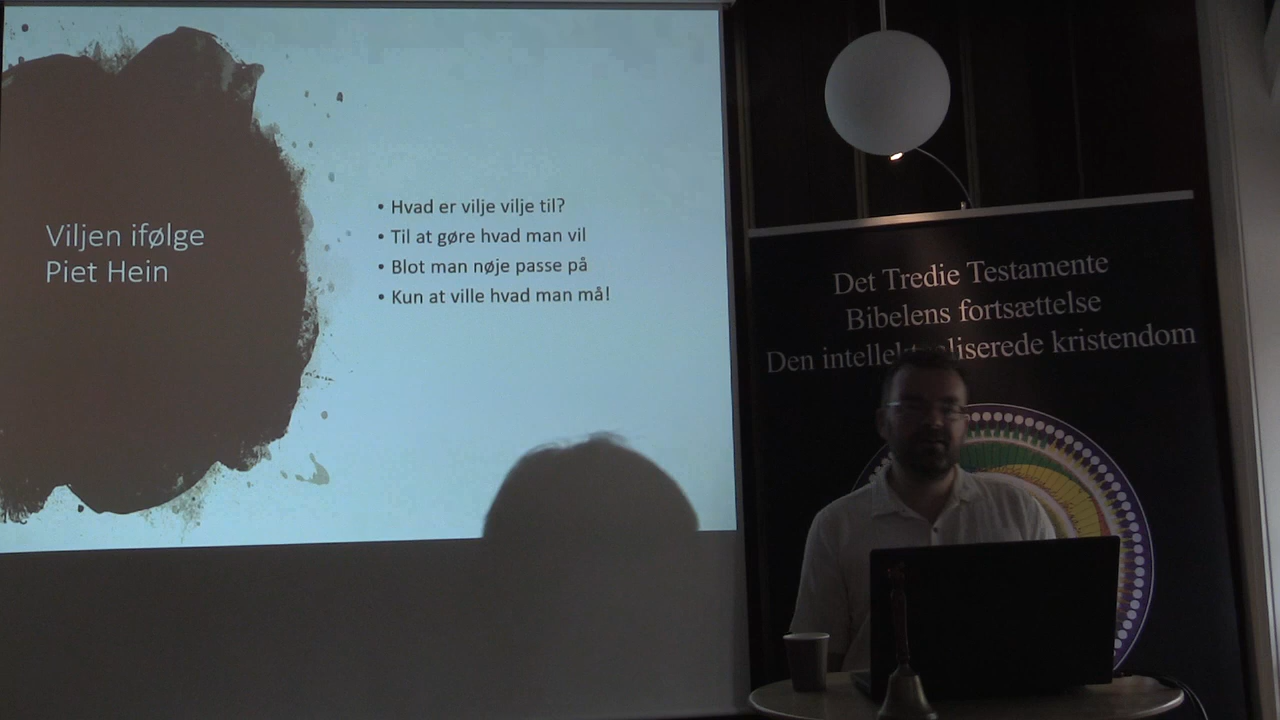 Viljen ifølge
Piet Hein
• Hvad er vilje vilje til?
• Til at gøre hvad man vil
• Blot man nøje passe på
• Kun at ville hvad man må!
Det Tredie Testamente
Bibelens fortsættelse
Den intellektualiserede kristendom